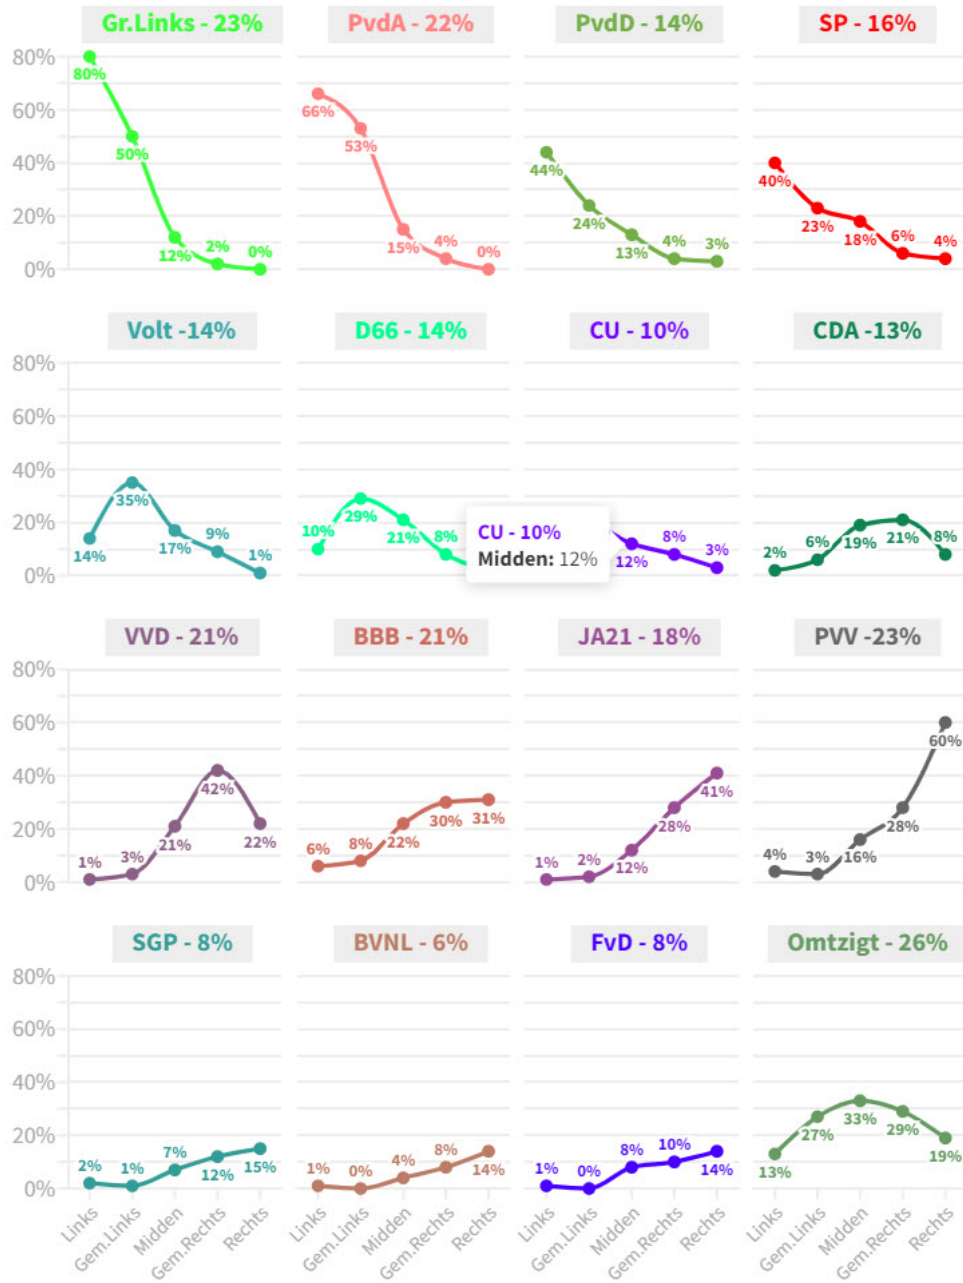 Gr.Links - 23%
PvdA - 22%
PvdD - 14%
SP - 16%
80%
60%
40%
20%
0%
80%
50%
12%
2%
0%
66%
53%
15%
4%
0%
44%
24%
13%
4%
3%
40%
23%
18%
6%
4%
Volt -14%
D66 - 14%
CU - 10%
CDA -13%
80%
60%
40%
20%
0%
14%
35%
17%
9%
1%
10%
29%
21%
8%
CU - 10%
Midden: 12%
12%
8%
3%
2%
6%
19%
21%
8%
VVD - 21%
BBB - 21%
JA21 - 18%
PVV -23%
80%
60%
40%
20%
0%
1%
3%
21%
42%
22%
6%
8%
22%
30%
31%
1%
2%
12%
28%
41%
4%
3%
16%
28%
60%
SGP - 8%
BVNL - 6%
FvD - 8%
Omtzigt - 26%
80%
60%
40%
20%
0%
2%
1%
7%
12%
15%
1%
0%
4%
8%
14%
1%
0%
8%
10%
14%
13%
27%
33%
29%
19%
Links
Gem.Links
Midden
Gem.Rechts
Rechts
Links
Gem.Links
Midden
Gem.Rechts
Rechts
Links
Gem.Links
Midden
Gem.Rechts
Rechts
Links
Gem.Links
Midden
Gem.Rechts
Rechts